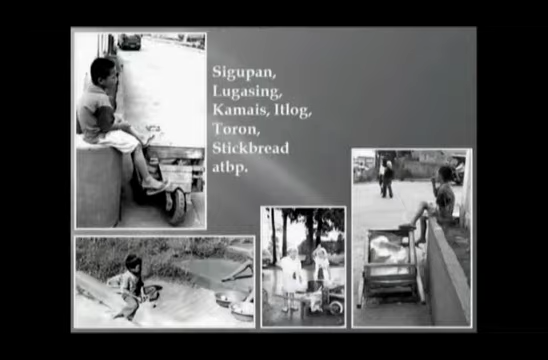 Sigupan,
Lugasing,
Kamais, Itlog,
Toron,
Stickbread
atbp.